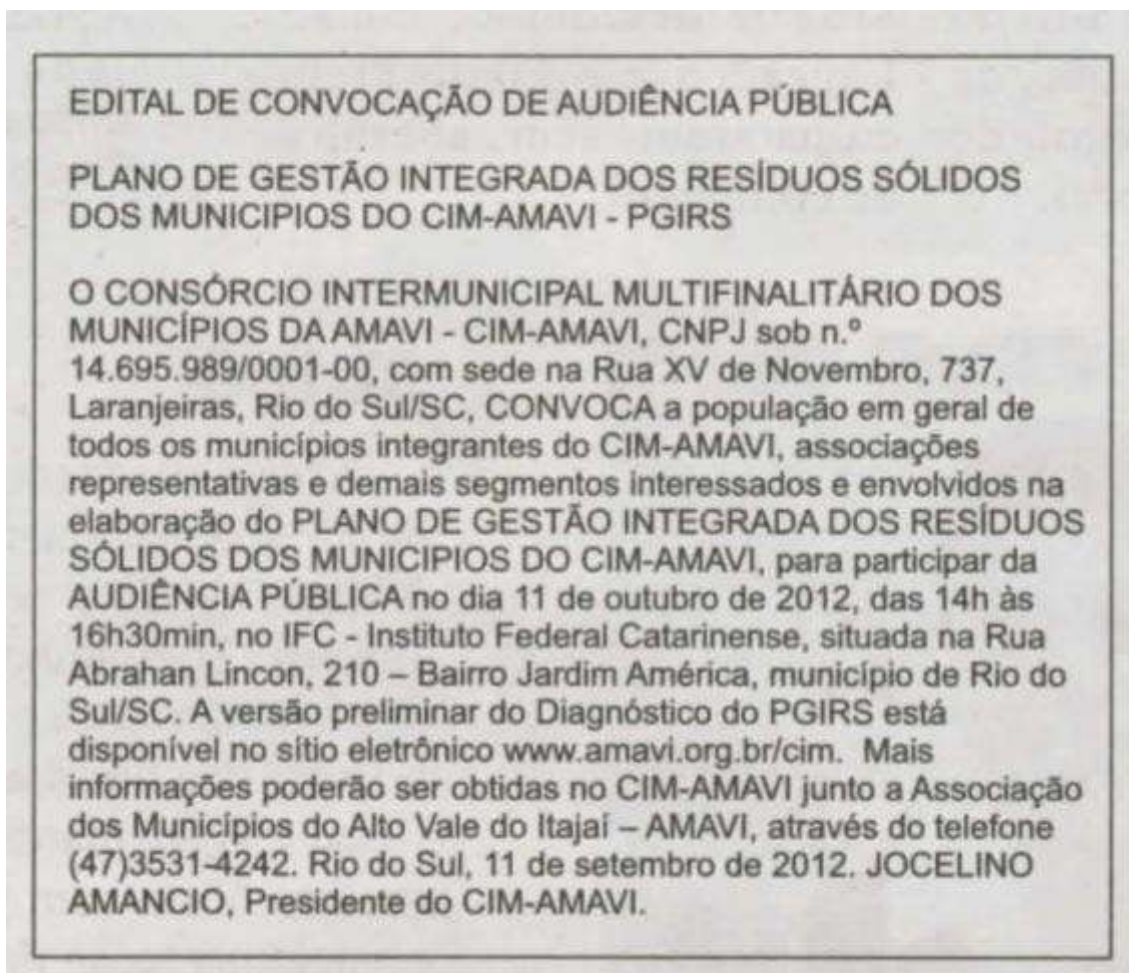 EDITAL DE CONVOCAÇÃO DE AUDIÊNCIA PÚBLICA
PLANO DE GESTÃO INTEGRADA DOS RESÍDUOS SÓLIDOS
DOS MUNICIPIOS DO CIM-AMAVI - PGIRS
O CONSÓRCIO INTERMUNICIPAL MULTIFINALITÁRIO DOS
MUNICÍPIOS DA AMAVI - CIM-AMAVI, CNPJ sob n.º
14.695.989/0001-00, com sede na Rua XV de Novembro, 737,
Laranjeiras, Rio do Sul/SC, CONVOCA a população em geral de
todos os municípios integrantes do CIM-AMAVI, associações
representativas e demais segmentos interessados e envolvidos na
elaboração do PLANO DE GESTÃO INTEGRADA DOS RESÍDUOS
SÓLIDOS DOS MUNICIPIOS DO CIM-AMAVI, para participar da
AUDIÊNCIA PÚBLICA no dia 11 de outubro de 2012, das 14h às
16h30min, no IFC - Instituto Federal Catarinense, situada na Rua
Abrahan Lincon, 210 – Bairro Jardim América, município de Rio do
Sul/SC. A versão preliminar do Diagnóstico do PGIRS está
disponível no sítio eletrônico www.amavi.org.br/cim. Mais
informações poderão ser obtidas no CIM-AMAVI junto a Associação
dos Municípios do Alto Vale do Itajaí – AMAVI, através do telefone
(47)3531-4242. Rio do Sul, 11 de setembro de 2012. JOCELINO
AMANCIO, Presidente do CIM-AMAVI.